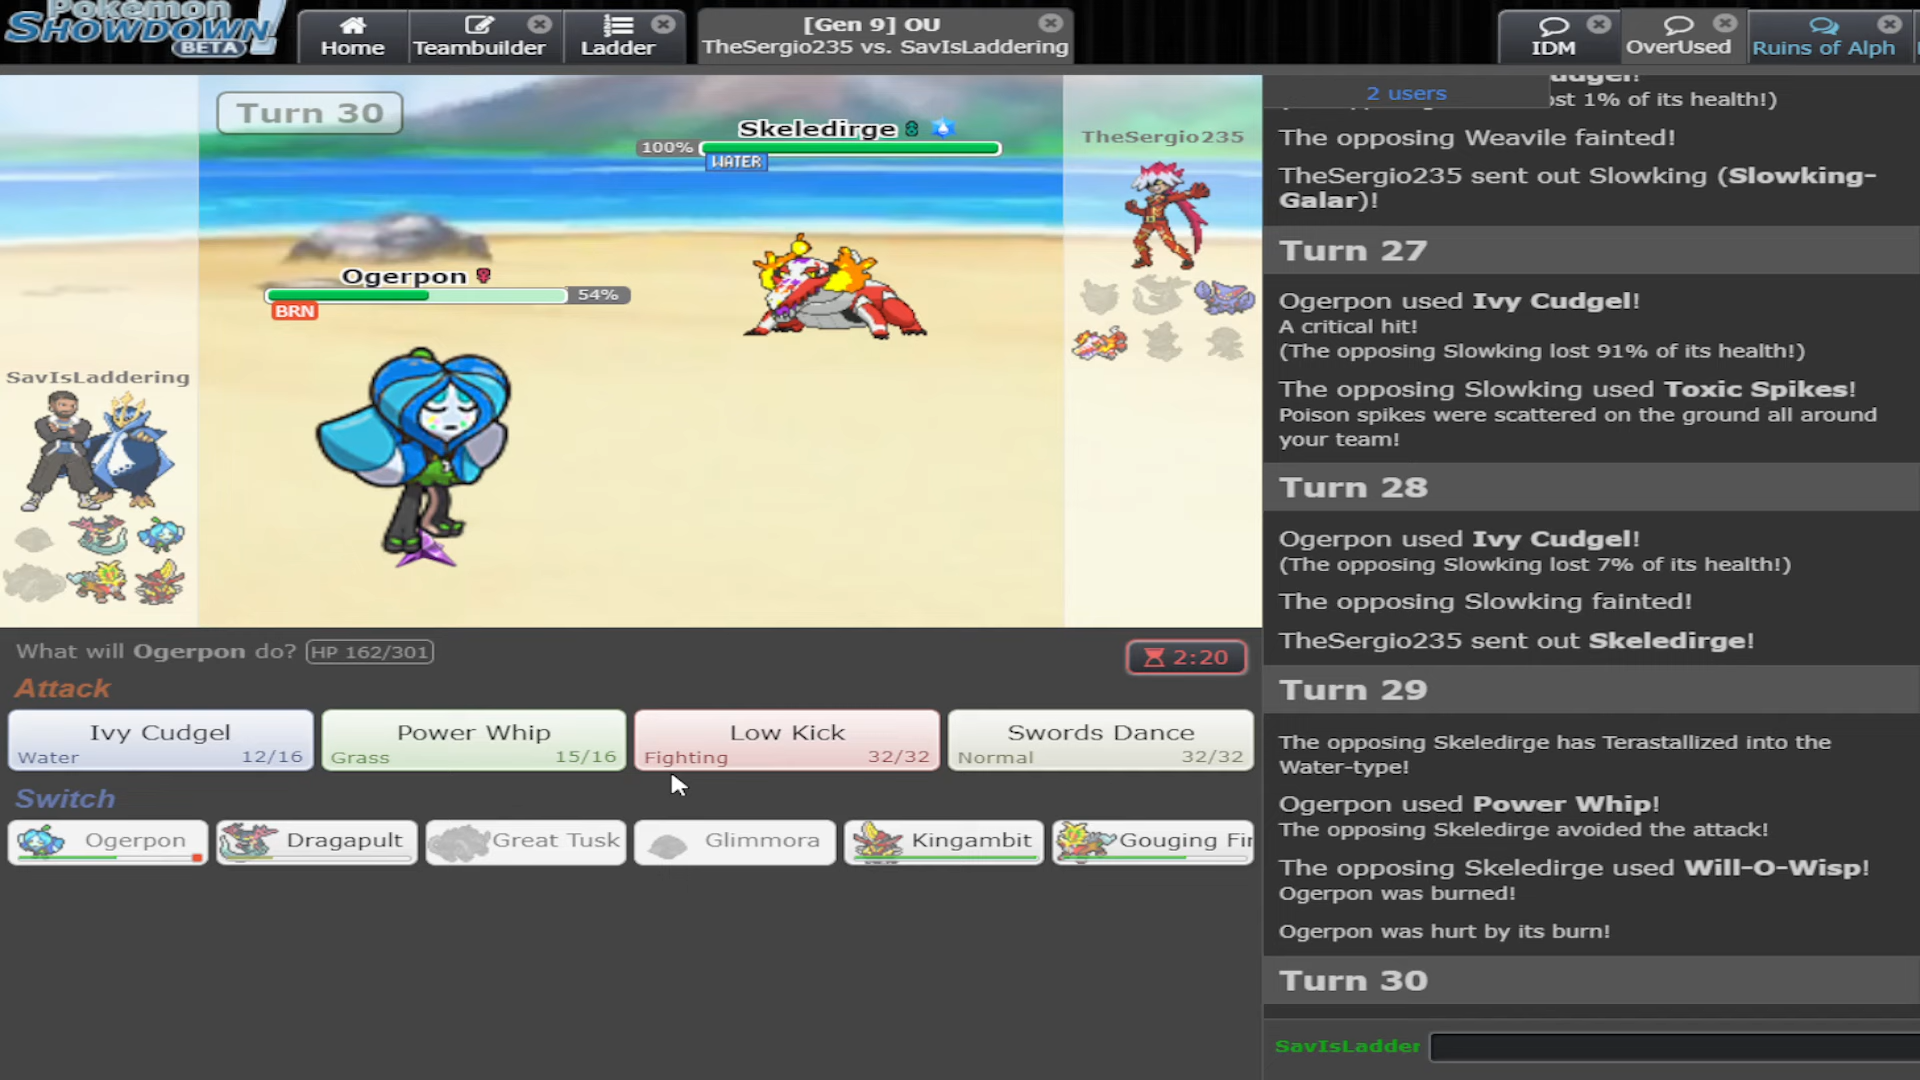 Pokémon
Showdown!
BETA
Home
Teambuilder
Ladder
[Gen 9] OU
TheSergio235 vs. SavIsLaddering
IDM
OverUsed
Ruins of Alph
Turn 30
Skeledirge
100%
WATER
Ogerpon
54%
BRN
TheSergio235
SavIsLaddering
2 users
ost 1% of its health!)
The opposing Weavile fainted!
TheSergio235 sent out Slowking (Slowking-
Galar)!
Turn 27
Ogerpon used Ivy Cudgel!
A critical hit!
(The opposing Slowking lost 91% of its health!)
The opposing Slowking used Toxic Spikes!
Poison spikes were scattered on the ground all around
your team!
Turn 28
Ogerpon used Ivy Cudgel!
(The opposing Slowking lost 7% of its health!)
The opposing Slowking fainted!
TheSergio235 sent out Skeledirge!
Turn 29
The opposing Skeledirge has Terastallized into the
Water-type!
Ogerpon used Power Whip!
The opposing Skeledirge avoided the attack!
The opposing Skeledirge used Will-O-Wisp!
Ogerpon was burned!
Ogerpon was hurt by its burn!
Turn 30
SavIsLadder
What will Ogerpon do? HP 162/301
2:20
Attack
Ivy Cudgel
Water 12/16
Power Whip
Grass 15/16
Low Kick
Fighting 32/32
Swords Dance
Normal 32/32
Switch
Ogerpon
Dragapult
Great Tusk
Glimmora
Kingambit
Gouging Fir